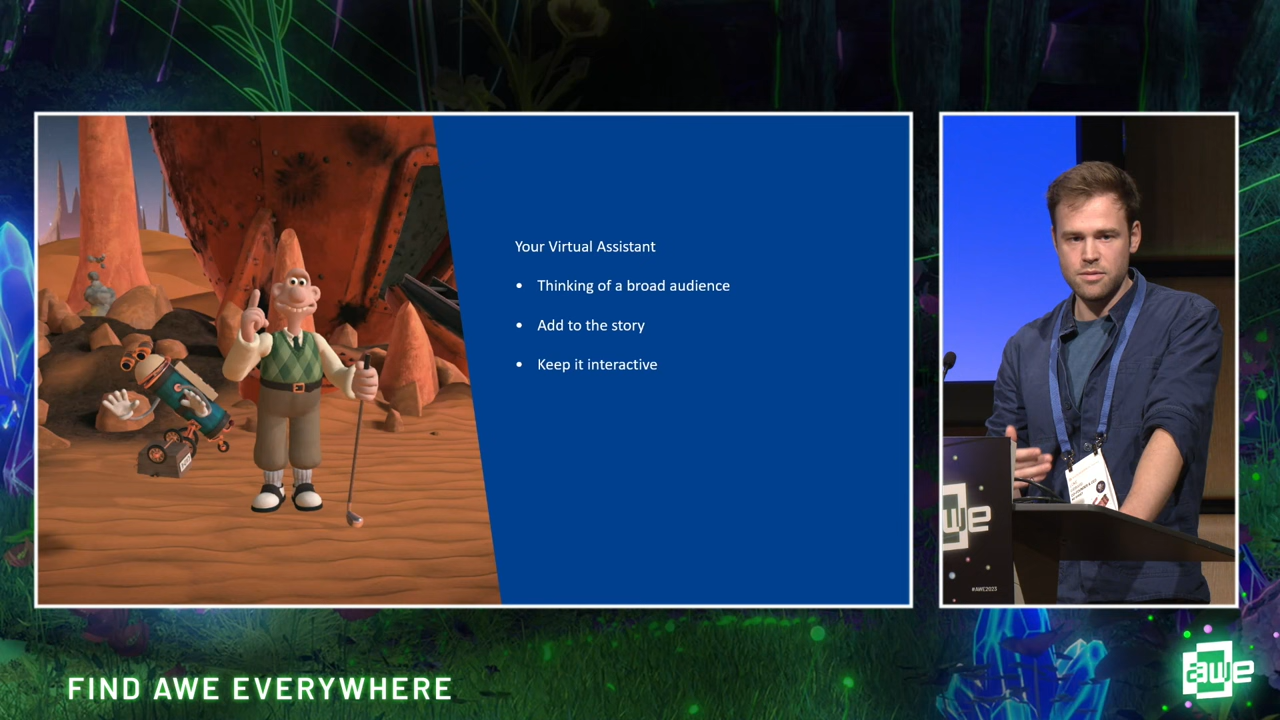 Your Virtual Assistant
• Thinking of a broad audience
• Add to the story
• Keep it interactive
awe
#AWE2023
FIND AWE EVERYWHERE
awe